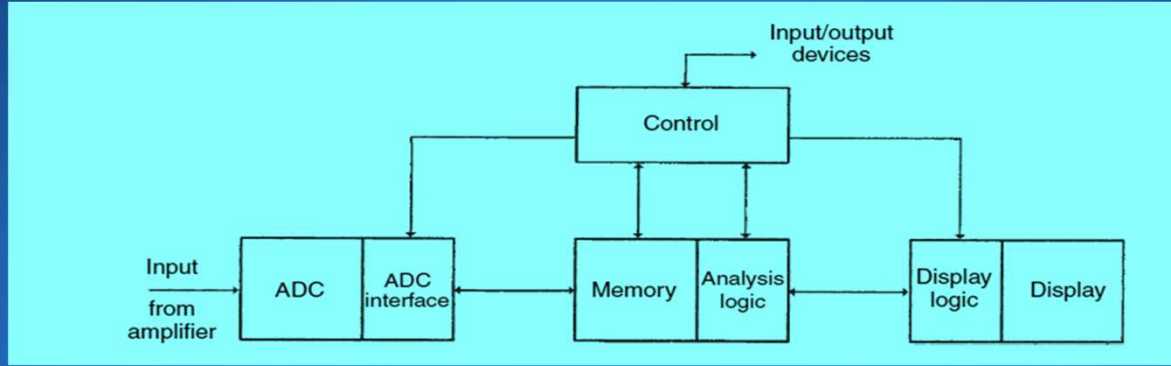 Input/output
devices
Control
Input
from
amplifier
ADC
ADC
interface
Memory
Analysis
logic
Display
logic
Display